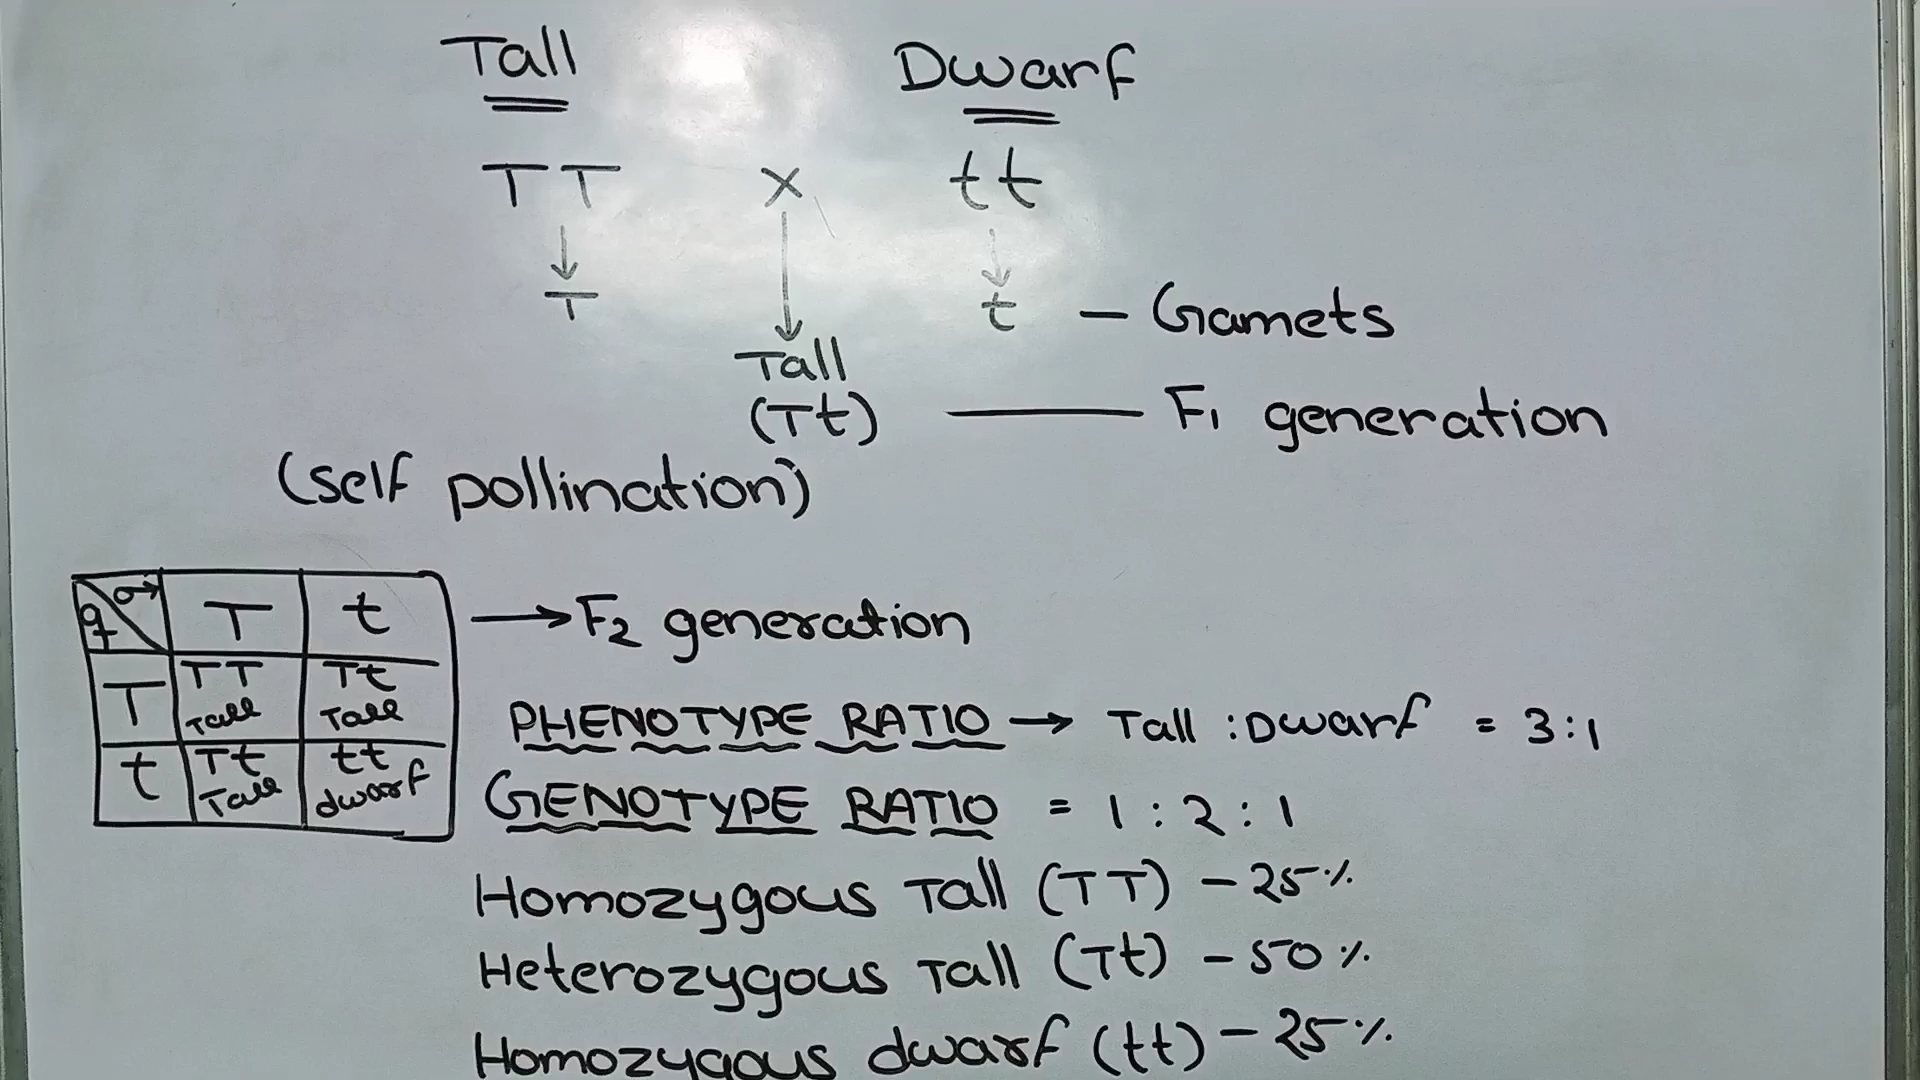 Tall Dwarf
TT x tt
T t - Gamets
Tall
(Tt) — F1 generation
(self pollination)
♀ ♂ T t → F2 generation
T TT Tall Tt Tall
t Tt Tall tt dwarf
PHENOTYPE RATIO → Tall : Dwarf = 3:1
GENOTYPE RATIO = 1 : 2 : 1
Homozygous Tall (TT) - 25%
Heterozygous Tall (Tt) - 50%
Homozygous dwarf (tt) - 25%